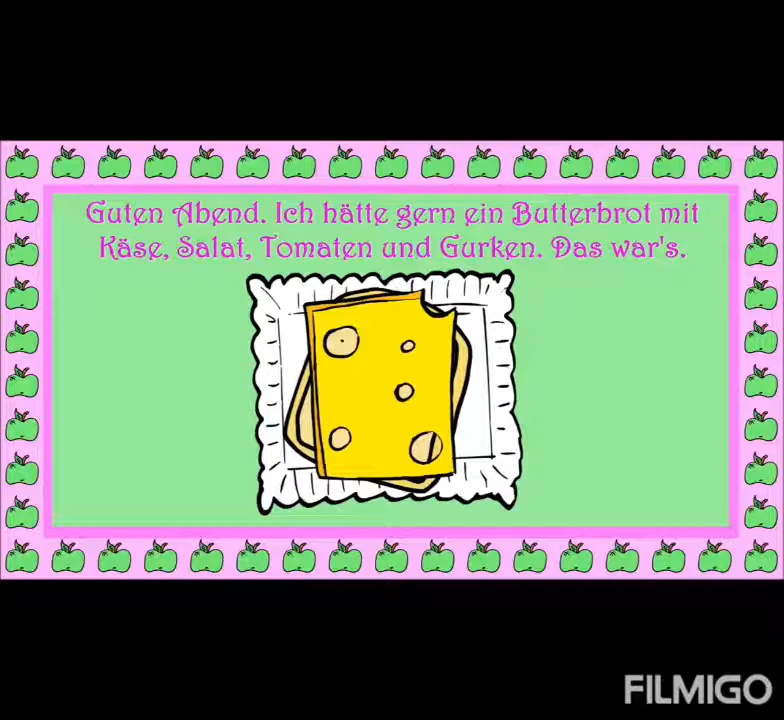 Guten Abend. Ich hätte gern ein Butterbrot mit
Käse, Salat, Tomaten und Gurken. Das war's.
FILMIGO